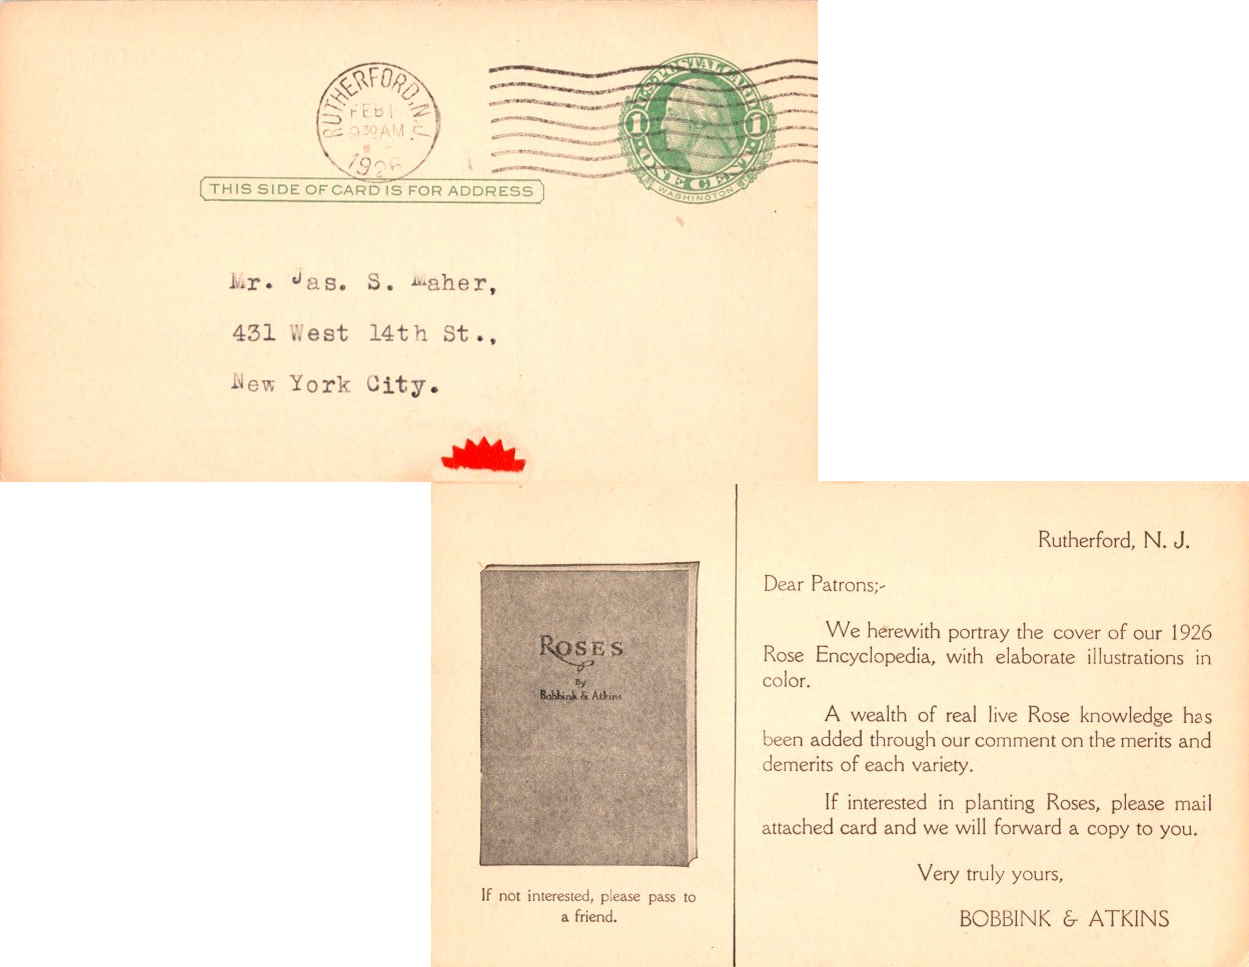 RUTHERFORD, N.J.
FEB 1
9 30 AM
1926
U.S. POSTAL CARD
1 1
ONE CENT
WASHINGTON
THIS SIDE OF CARD IS FOR ADDRESS
Mr. Jas. S. Maher,
431 West 14th St.,
New York City.
ROSES
By
Bobbink & Atkins
If not interested, please pass to
a friend.
Rutherford, N. J.
Dear Patrons;-
We herewith portray the cover of our 1926
Rose Encyclopedia, with elaborate illustrations in
color.
A wealth of real live Rose knowledge has
been added through our comment on the merits and
demerits of each variety.
If interested in planting Roses, please mail
attached card and we will forward a copy to you.
Very truly yours,
BOBBINK & ATKINS